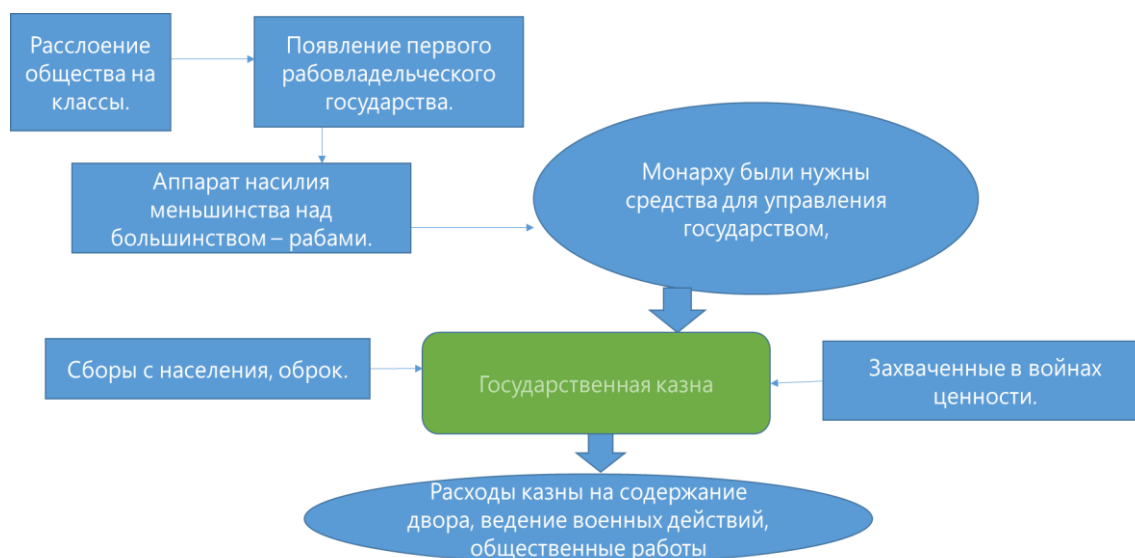 Расслоение
общества на
классы.
Появление первого
рабовладельческого
государства.
Аппарат насилия
меньшинства над
большинством – рабами.
Монарху были нужны
средства для управления
государством,
Сборы с населения, оброк.
Государственная казна
Захваченные в войнах
ценности.
Расходы казны на содержание
двора, ведение военных действий,
общественные работы